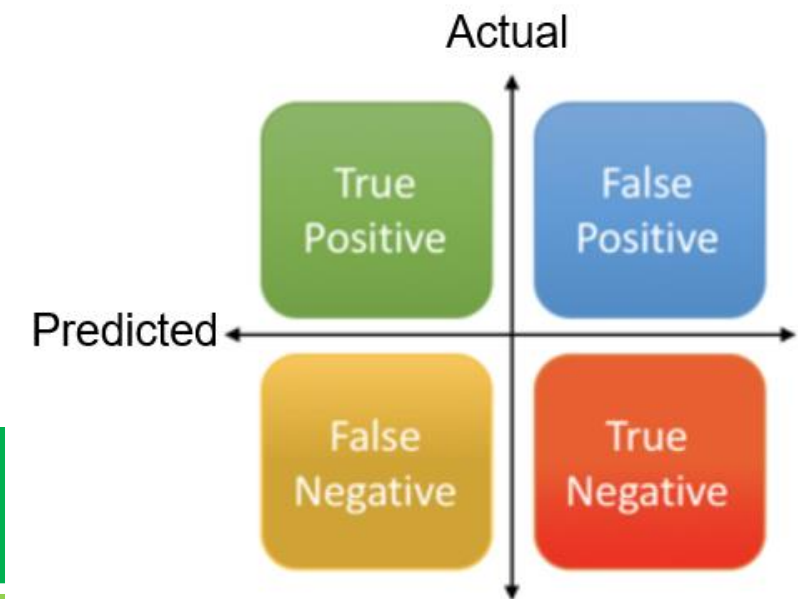 Actual
True
Positive
False
Positive
Predicted
False
Negative
True
Negative